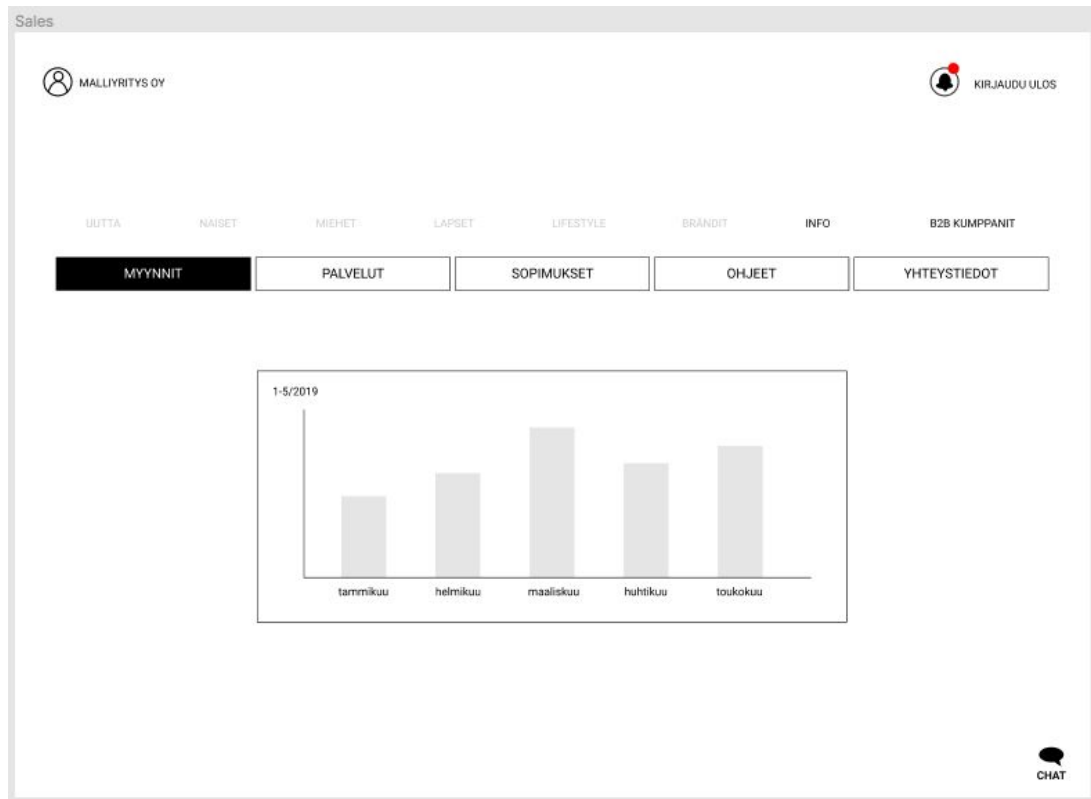 Sales
MALLIYRITYS OY
KIRJAUDU ULOS
UUTTA NAISET MIEHET LAPSET LIFESTYLE BRÄNDIT INFO B2B KUMPPANIT
MYYNNIT PALVELUT SOPIMUKSET OHJEET YHTEYSTIEDOT
1-5/2019
tammikuu helmikuu maaliskuu huhtikuu toukokuu
CHAT